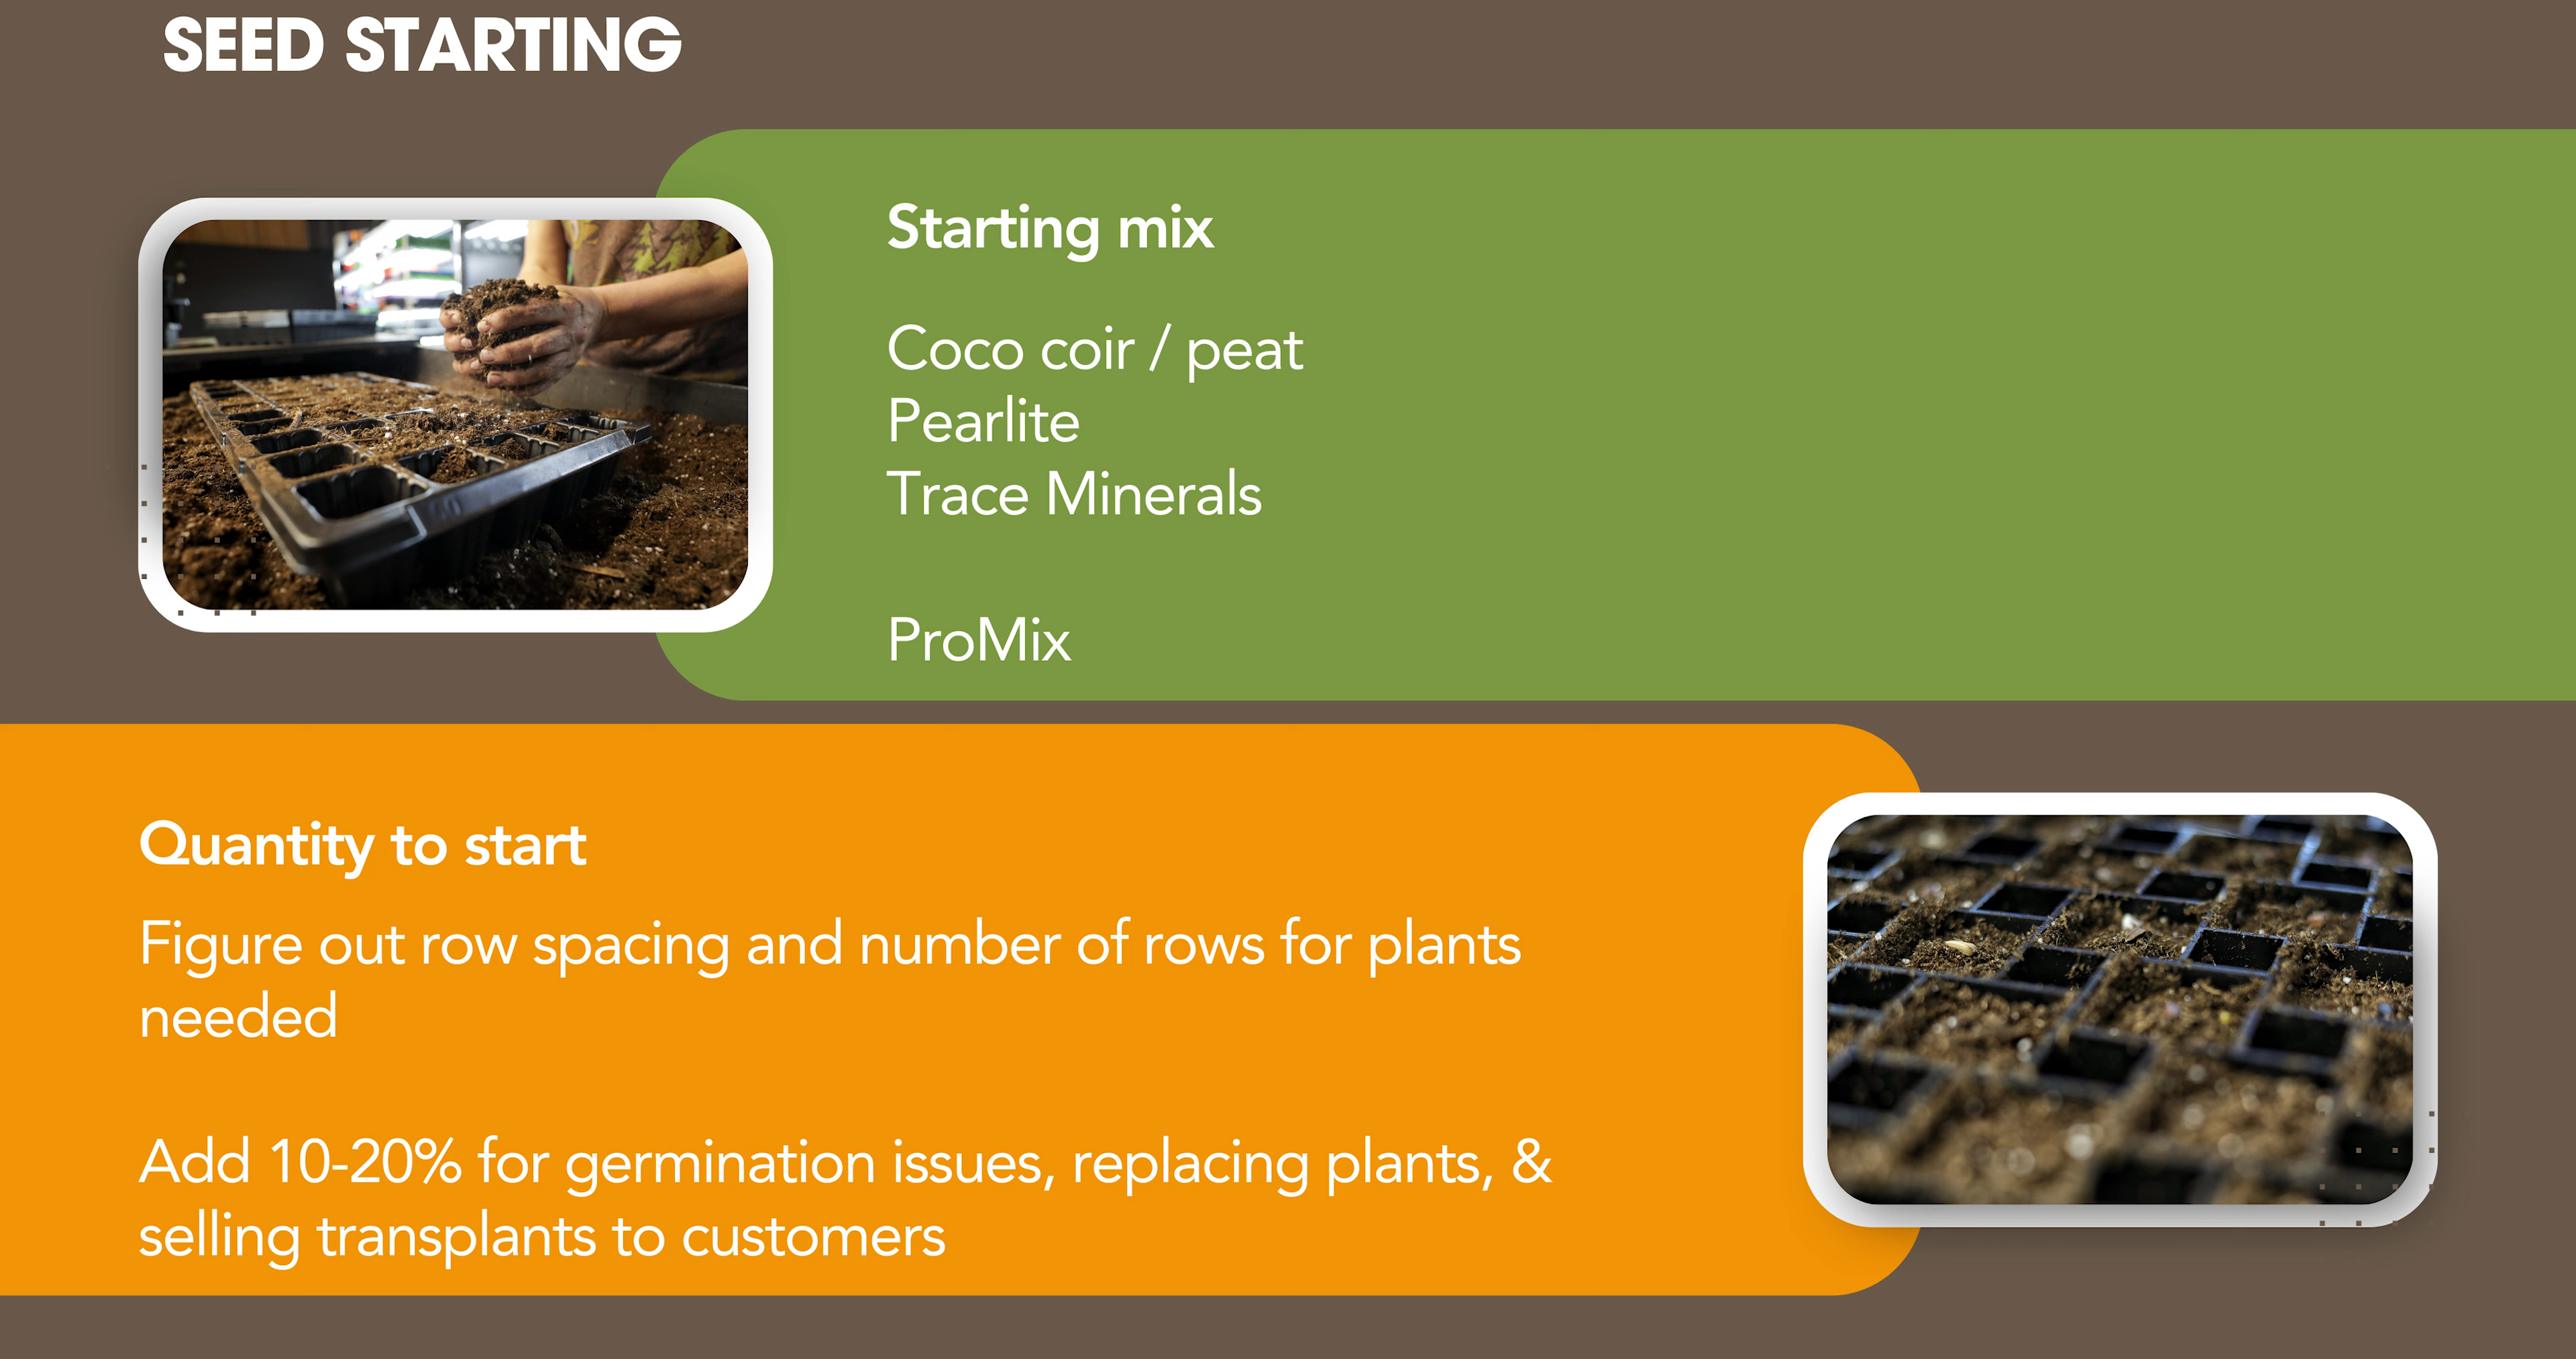 SEED STARTING
Starting mix
Coco coir / peat
Pearlite
Trace Minerals
ProMix
Quantity to start
Figure out row spacing and number of rows for plants
needed
Add 10-20% for germination issues, replacing plants, &
selling transplants to customers